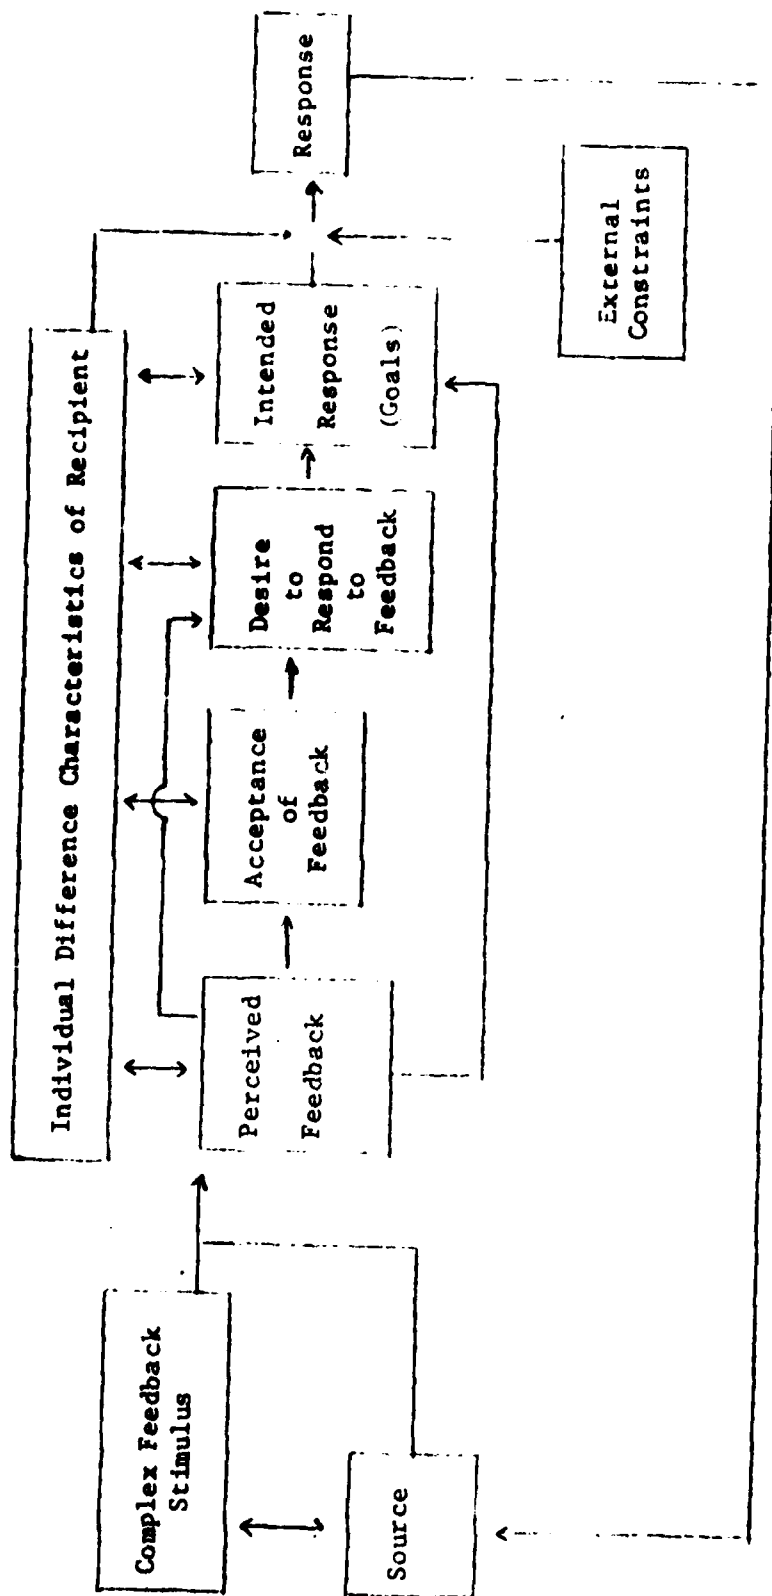 Individual Difference Characteristics of Recipient
Complex Feedback
Stimulus
Source
Perceived
Feedback
Acceptance
of
Feedback
Desire
to
Respond
to
Feedback
Intended
Response
(Goals)
Response
External
Constraints